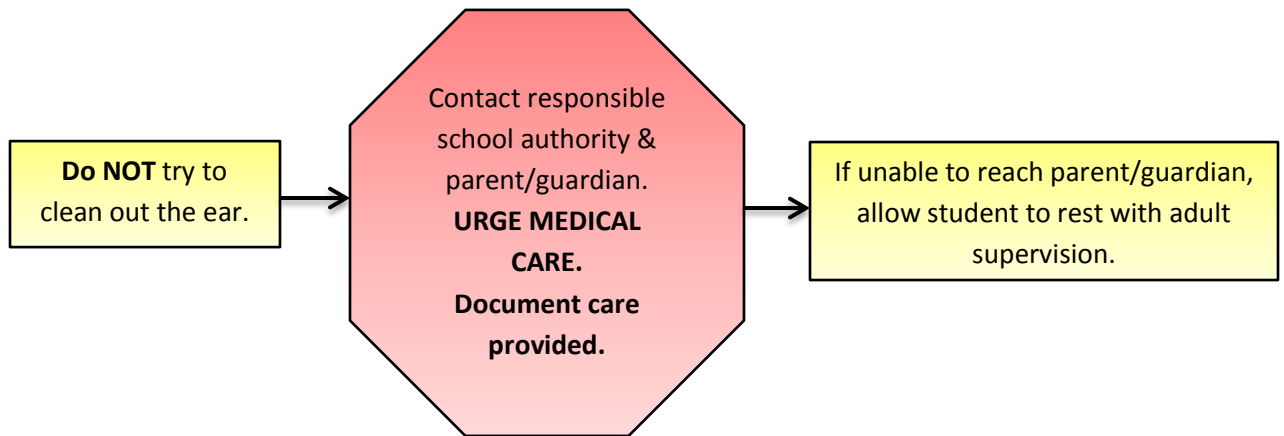 Do NOT try to
clean out the ear.
Contact responsible
school authority &
parent/guardian.
URGE MEDICAL
CARE.
Document care
provided.
If unable to reach parent/guardian,
allow student to rest with adult
supervision.